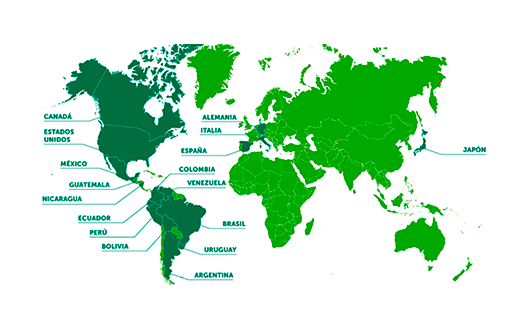 CANADÁ
ESTADOS
UNIDOS
MÉXICO
GUATEMALA
NICARAGUA
ECUADOR
PERÚ
BOLIVIA
ALEMANIA
ITALIA
ESPAÑA
COLOMBIA
VENEZUELA
BRASIL
URUGUAY
ARGENTINA
JAPÓN